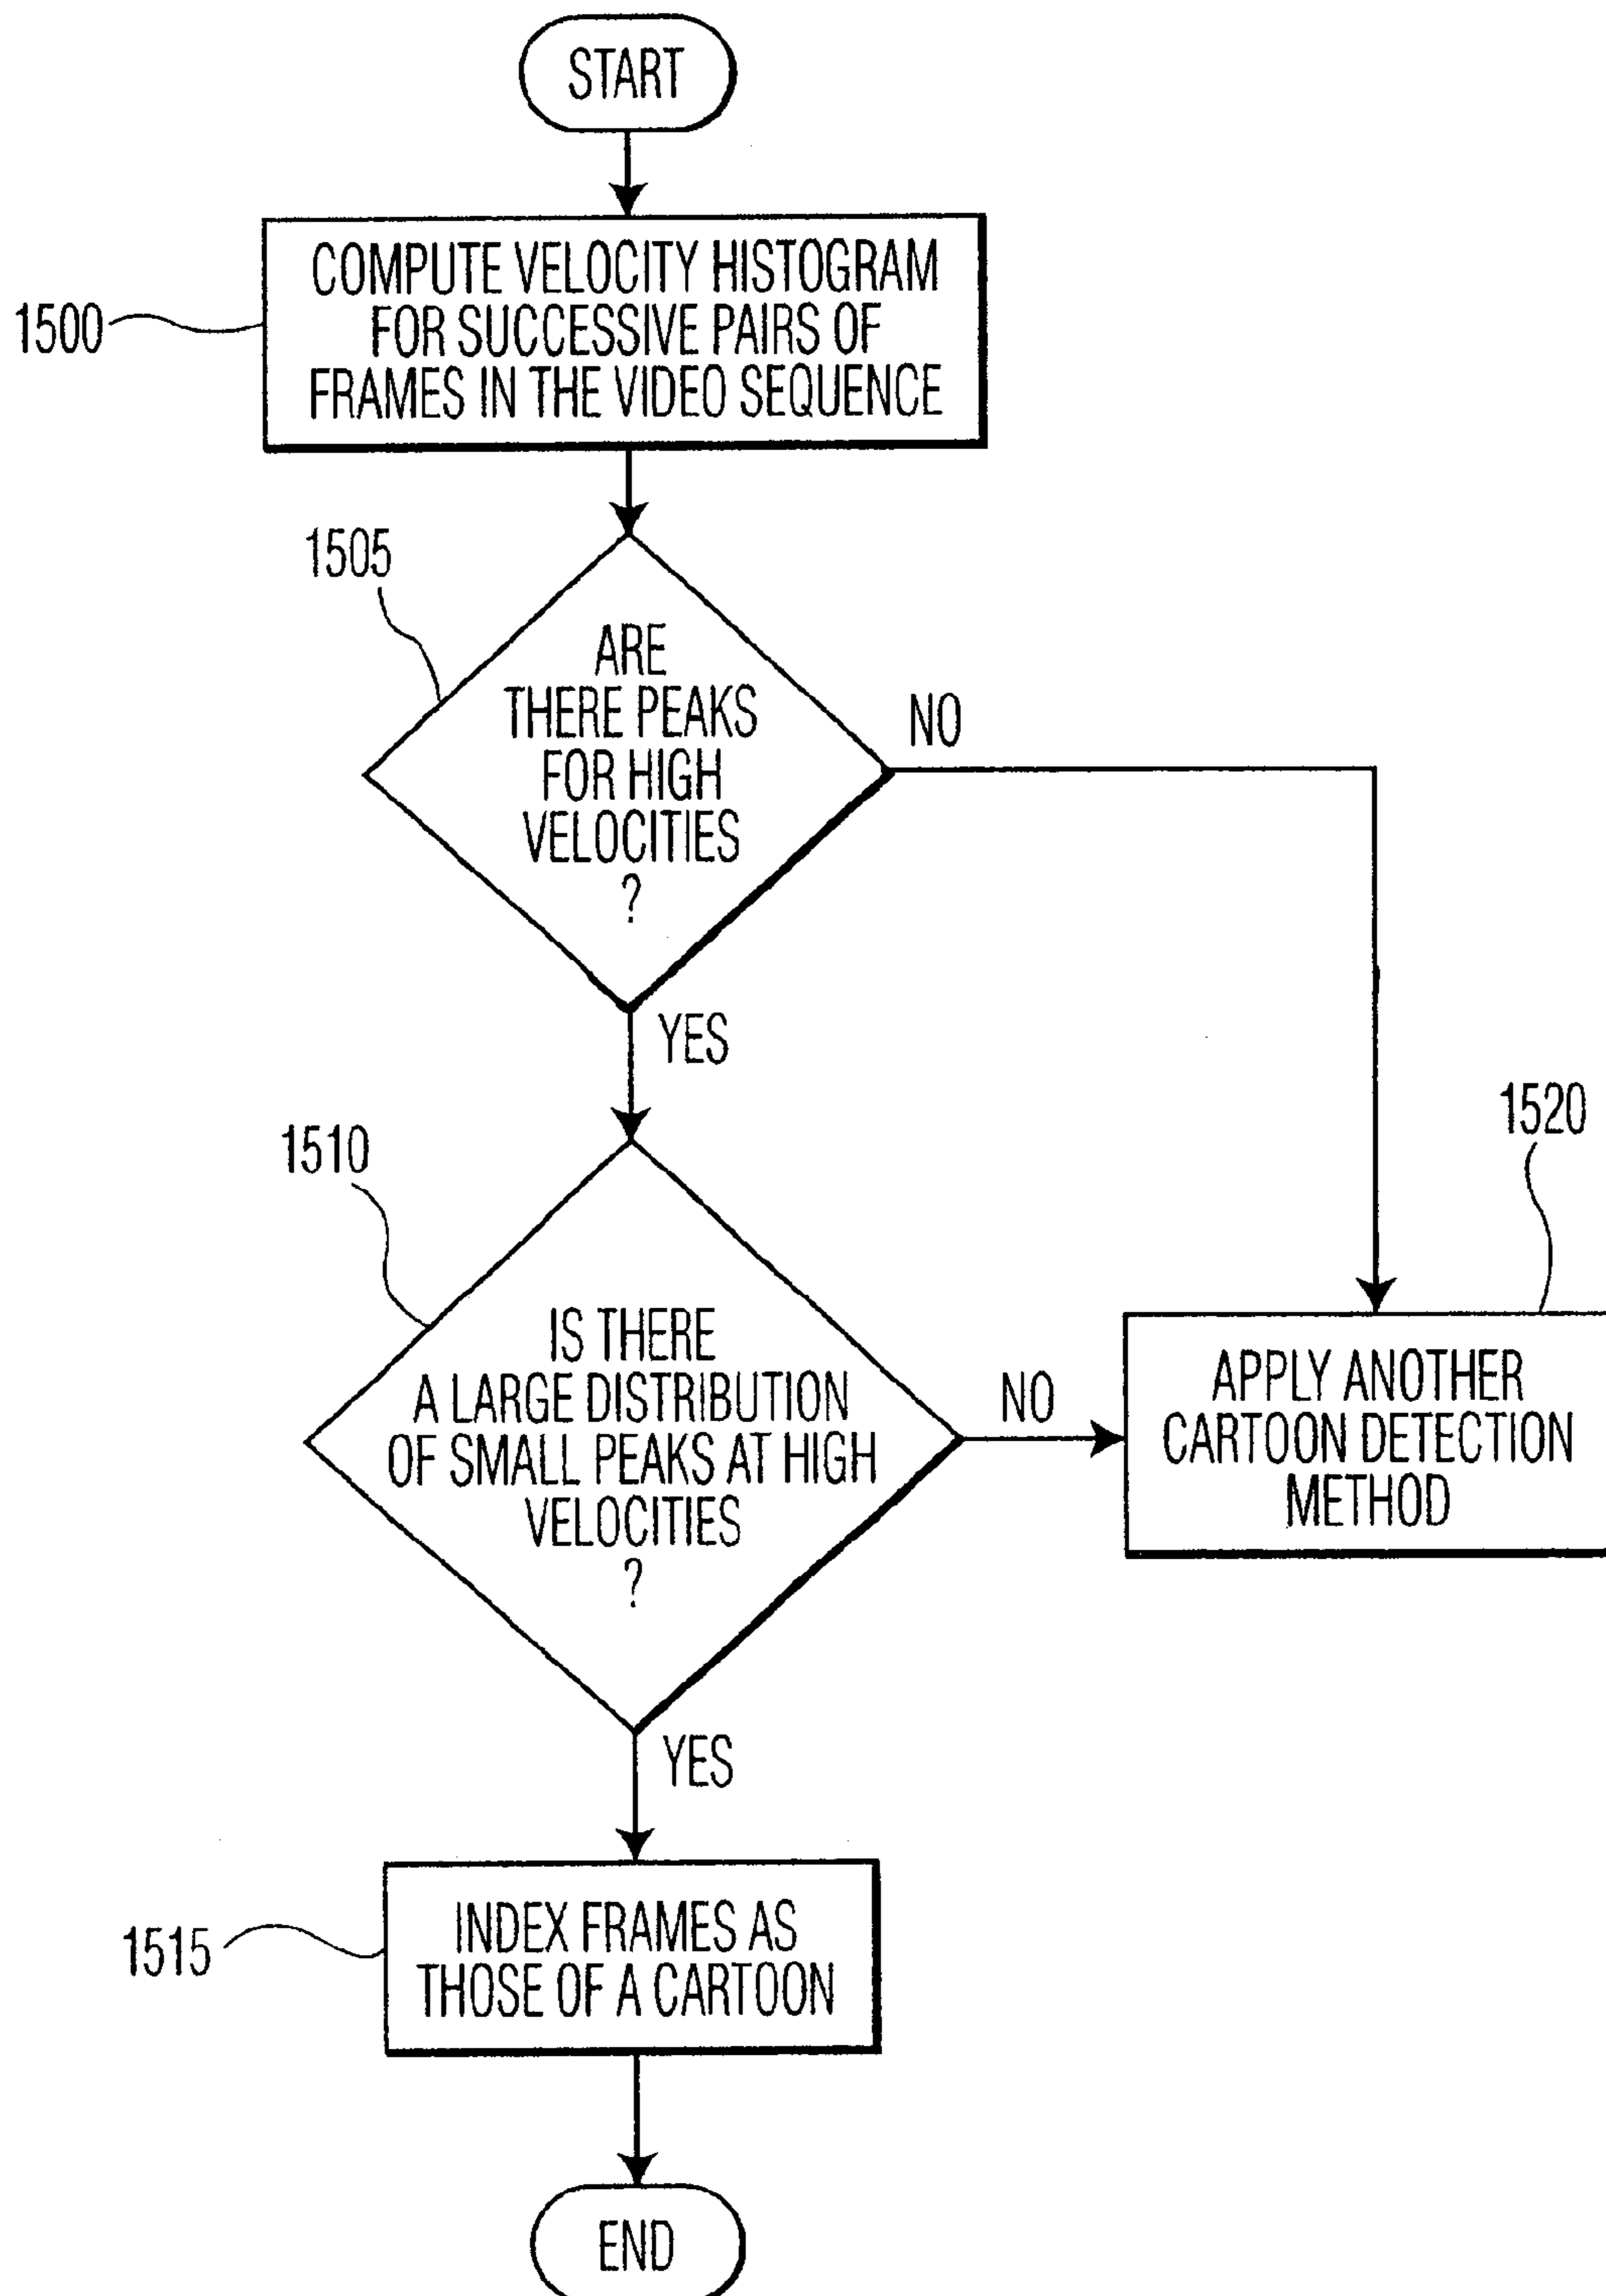 START
1500
COMPUTE VELOCITY HISTOGRAM
FOR SUCCESSIVE PAIRS OF
FRAMES IN THE VIDEO SEQUENCE
1505
ARE
THERE PEAKS
FOR HIGH
VELOCITIES
?
NO
YES
1510
IS THERE
A LARGE DISTRIBUTION
OF SMALL PEAKS AT HIGH
VELOCITIES
?
NO
1520
APPLY ANOTHER
CARTOON DETECTION
METHOD
YES
1515
INDEX FRAMES AS
THOSE OF A CARTOON
END